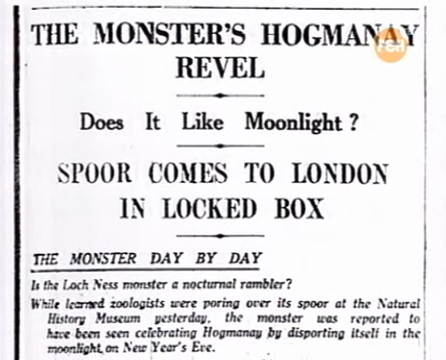 THE MONSTER'S HOGMANAY
REVEL
Does It Like Moonlight?
SPOOR COMES TO LONDON
IN LOCKED BOX
THE MONSTER DAY BY DAY
Is the Loch Ness monster a nocturnal rambler?
While learned zoologists were poring over its spoor at the Natural
History Museum yesterday, the monster was reported to
have been seen celebrating Hogmanay by disporting itself in the
moonlight on New Year's Eve.